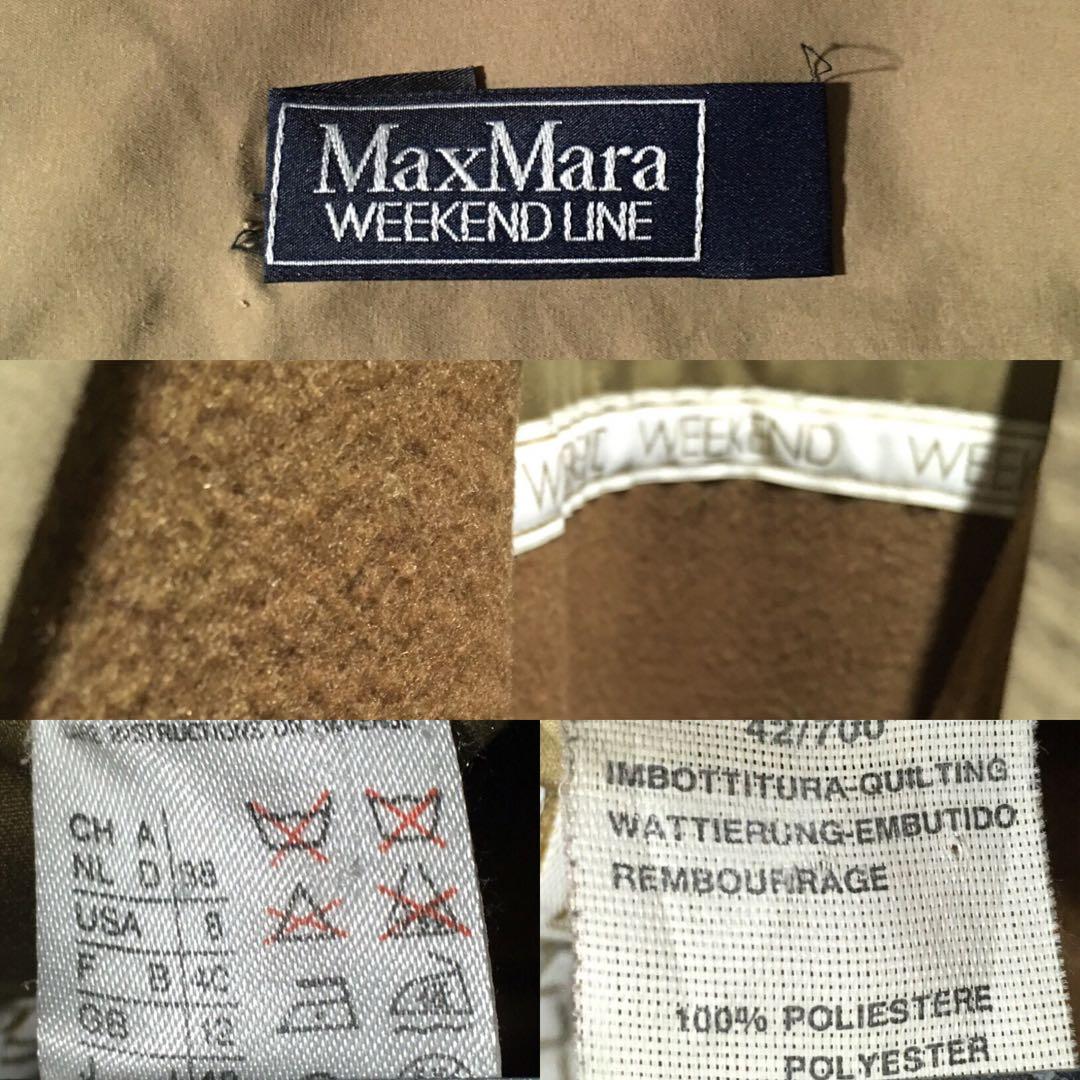 MaxMara
WEEKEND LINE
WEEKEND
CH A
NL D 38
USA 8
F B 40
GB 12
42/700
IMBOTTITURA-QUILTING
WATTIERUNG-EMBUTIDO
REMBOURRAGE
100% POLIESTERE
POLYESTER